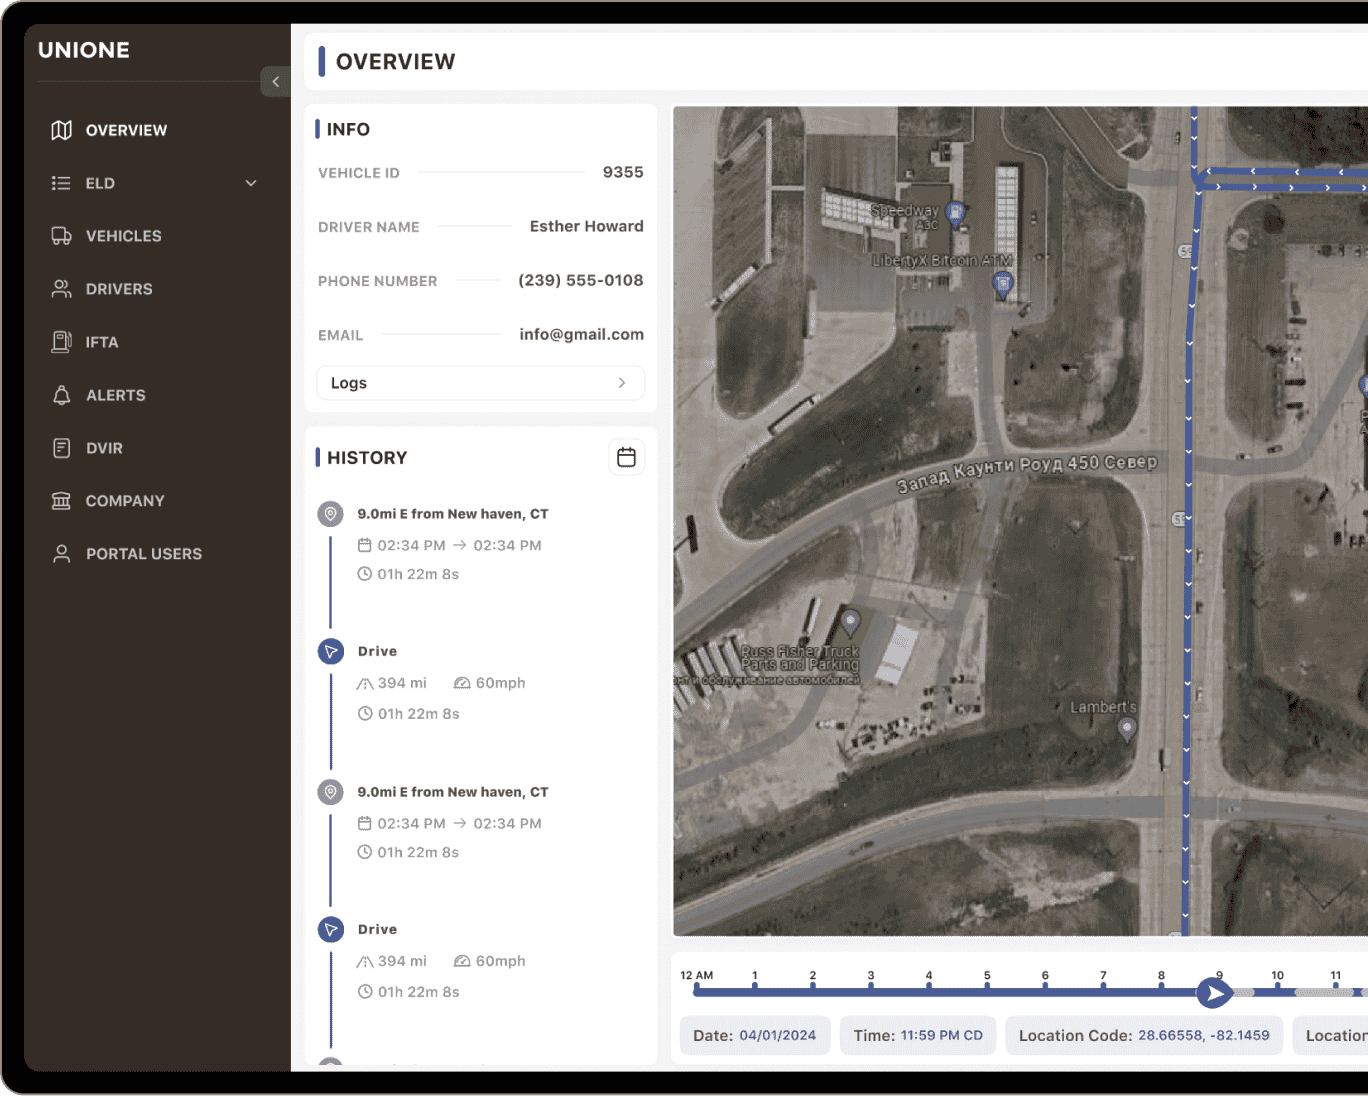 UNIONE
OVERVIEW
ELD
VEHICLES
DRIVERS
IFTA
ALERTS
DVIR
COMPANY
PORTAL USERS
OVERVIEW
INFO
VEHICLE ID 9355
DRIVER NAME Esther Howard
PHONE NUMBER (239) 555-0108
EMAIL info@gmail.com
Logs
HISTORY
9.0mi E from New haven, CT
02:34 PM → 02:34 PM
01h 22m 8s
Drive
394 mi 60mph
01h 22m 8s
9.0mi E from New haven, CT
02:34 PM → 02:34 PM
01h 22m 8s
Drive
394 mi 60mph
01h 22m 8s
Speedway
АЗС
LibertyX Bitcoin ATM
Запад Каунти Роуд 450 Север
Russ Fisher Truck
Parts and Parking
и обслуживание автомобилей
Lambert's
12 AM 1 2 3 4 5 6 7 8 9 10 11
Date: 04/01/2024 Time: 11:59 PM CD Location Code: 28.66558, -82.1459 Location